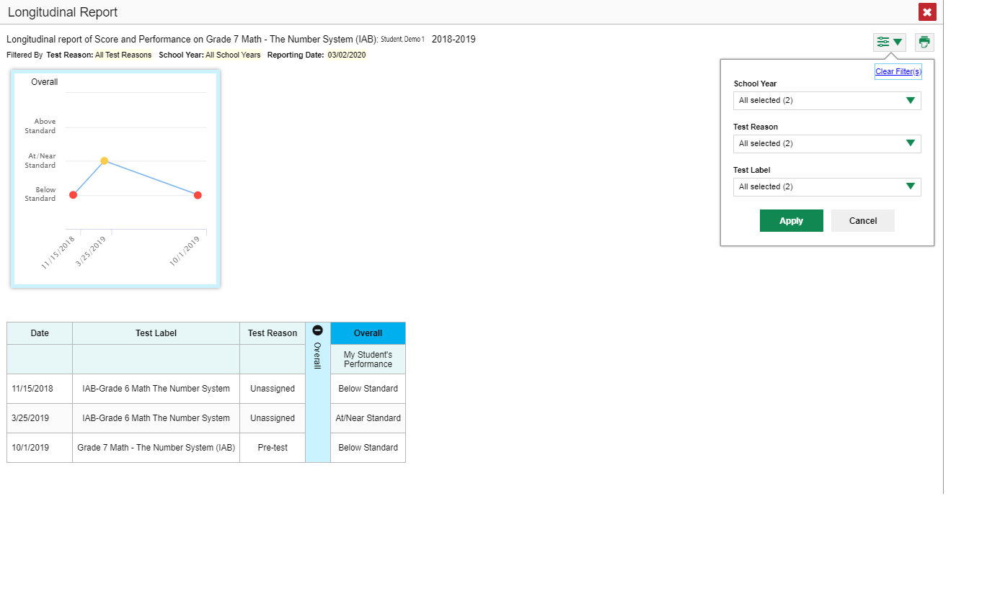 Longitudinal Report
Longitudinal report of Score and Performance on Grade 7 Math - The Number System (IAB): Student, Demo 1 2018-2019
Filtered By Test Reason: All Test Reasons School Year: All School Years Reporting Date: 03/02/2020
Clear Filter(s)
School Year
All selected (2)
Test Reason
All selected (2)
Test Label
All selected (2)
Apply Cancel
Overall
Above
Standard
At/Near
Standard
Below
Standard
11/15/2018 3/25/2019 10/1/2019
Date Test Label Test Reason Overall Overall
My Student's
Performance
11/15/2018 IAB-Grade 6 Math The Number System Unassigned Below Standard
3/25/2019 IAB-Grade 6 Math The Number System Unassigned At/Near Standard
10/1/2019 Grade 7 Math - The Number System (IAB) Pre-test Below Standard